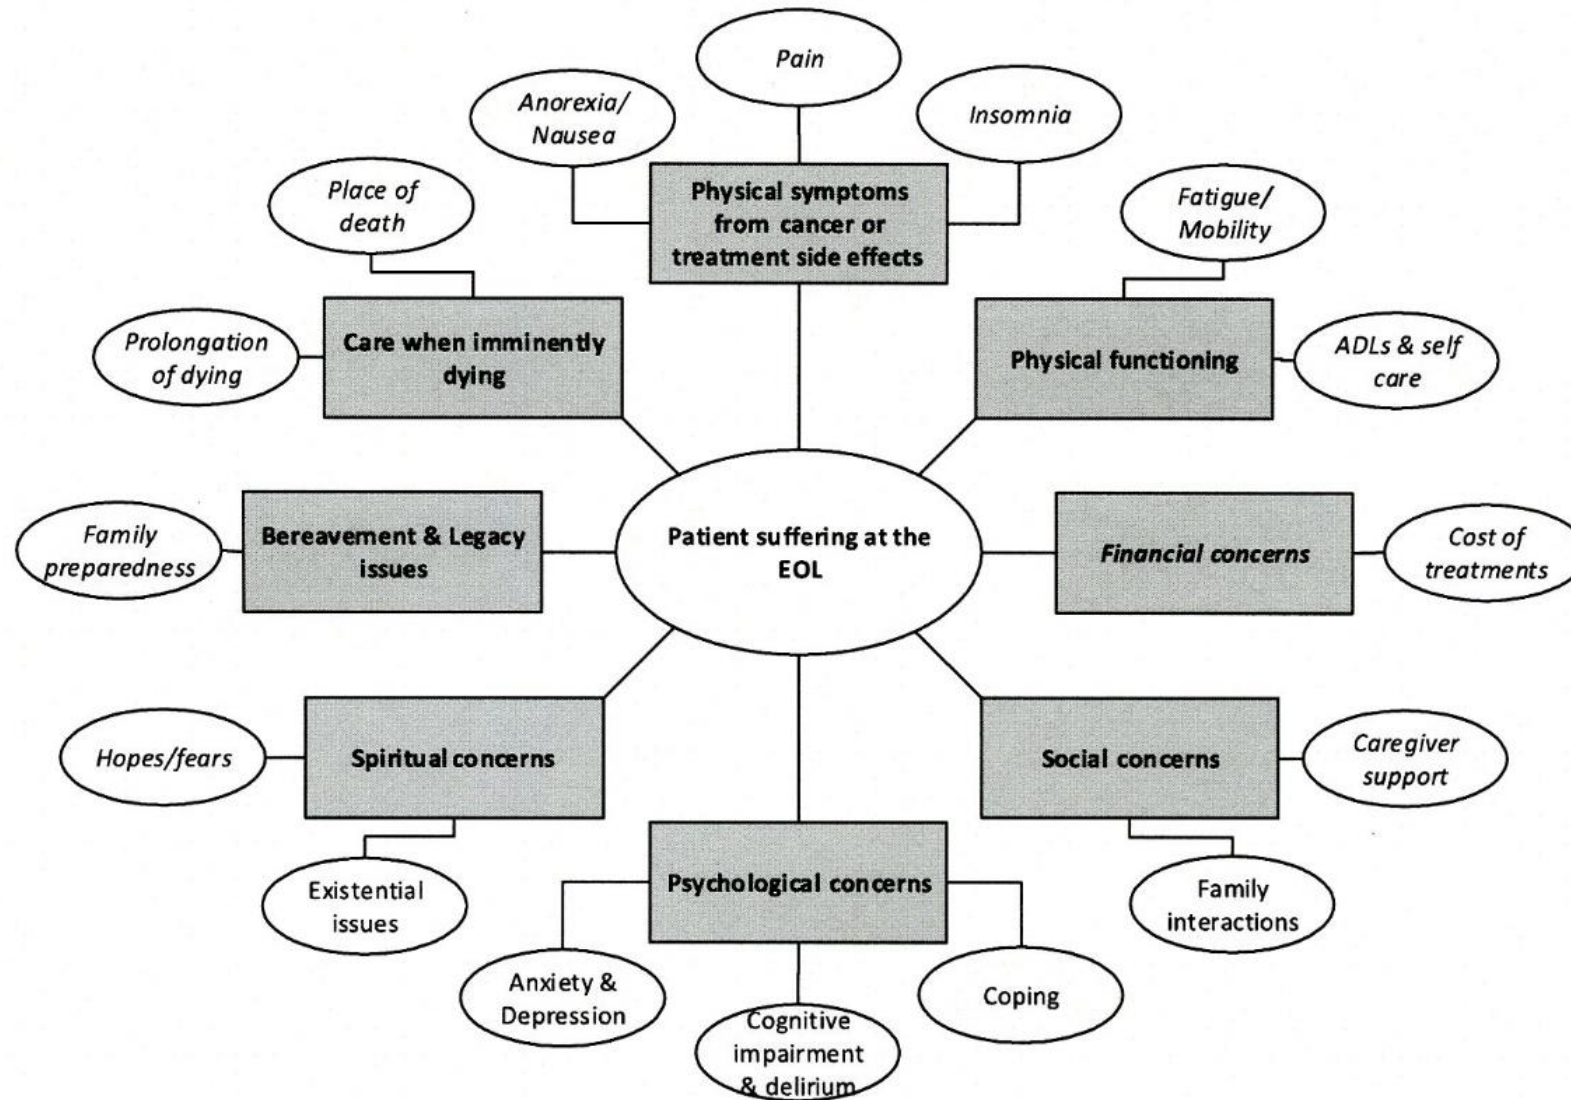 Pain
Anorexia/
Nausea
Insomnia
Physical symptoms
from cancer or
treatment side effects
Place of
death
Fatigue/
Mobility
Care when imminently
dying
Prolongation
of dying
Physical functioning
ADLs & self
care
Bereavement & Legacy
issues
Family
preparedness
Patient suffering at the
EOL
Financial concerns
Cost of
treatments
Hopes/fears
Spiritual concerns
Existential
issues
Social concerns
Caregiver
support
Family
interactions
Psychological concerns
Anxiety &
Depression
Cognitive
impairment
& delirium
Coping